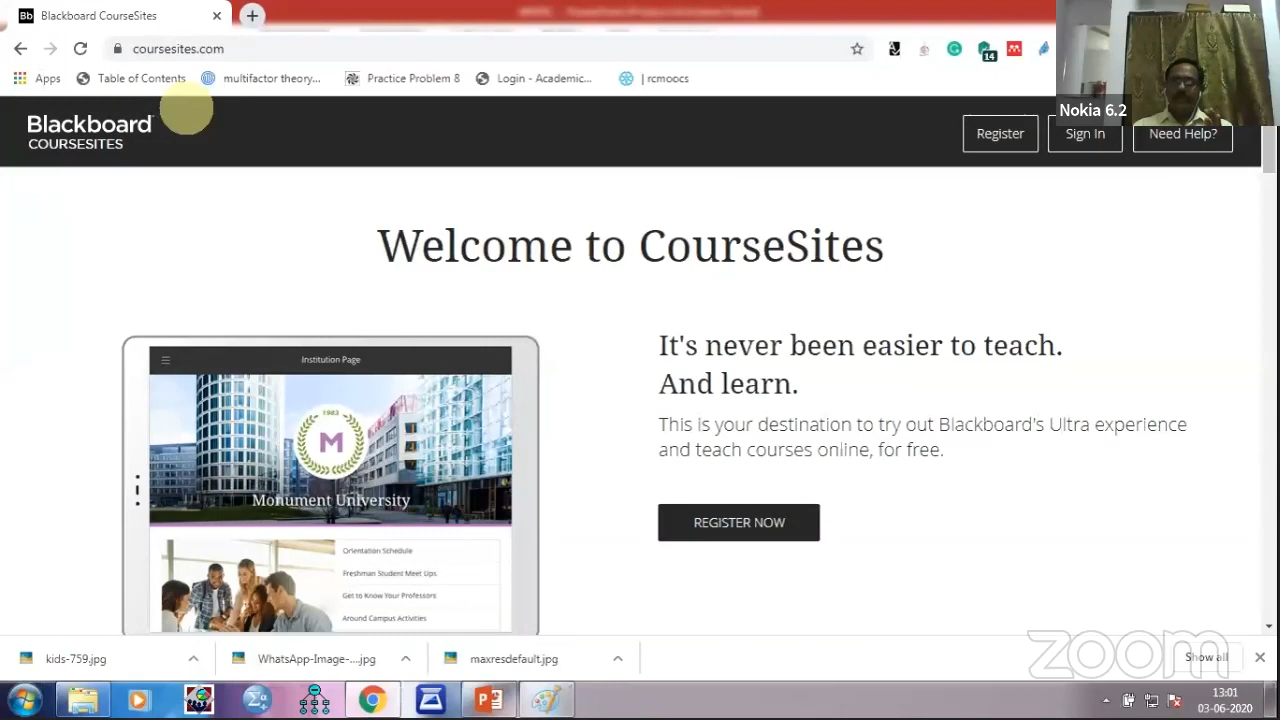 Blackboard CourseSites
coursesites.com
14
Apps
Table of Contents
multifactor theory...
Practice Problem 8
Login - Academic...
| rcmoocs
Nokia 6.2
Blackboard
COURSESITES
Register
Sign In
Need Help?
Welcome to CourseSites
Institution Page
1983
M
Monument University
Orientation Schedule
Freshman Student Meet Ups
Get to Know Your Professors
Around Campus Activities
It's never been easier to teach.
And learn.
This is your destination to try out Blackboard's Ultra experience
and teach courses online, for free.
REGISTER NOW
kids-759.jpg
WhatsApp-Image-....jpg
maxresdefault.jpg
Show all
zoom
13:01
03-06-2020